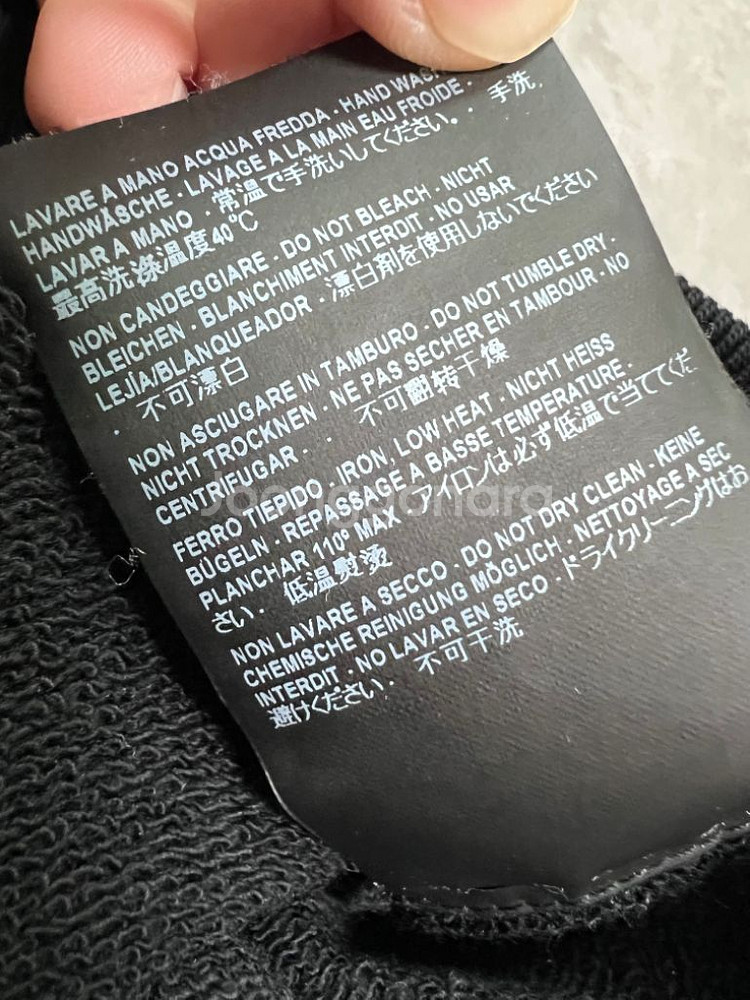 LAVARE A MANO ACQUA FREDDA - HAND WASH
HANDWÄSCHE - LAVAGE A LA MAIN EAU FROIDE -
LAVAR A MANO - 常温で手洗いしてください。· 手洗,
最高洗涤温度40°C
NON CANDEGGIARE - DO NOT BLEACH - NICHT
BLEICHEN - BLANCHIMENT INTERDIT - NO USAR
LEJÍA/BLANQUEADOR - 漂白剤を使用しないでください
· 不可漂白
NON ASCIUGARE IN TAMBURO - DO NOT TUMBLE DRY -
NICHT TROCKNEN - NE PAS SECHER EN TAMBOUR - NO
CENTRIFUGAR - · 不可翻转干燥
FERRO TIEPIDO - IRON, LOW HEAT - NICHT HEISS
BÜGELN - REPASSAGE A BASSE TEMPERATURE-
PLANCHAR 110° MAX アイロンは必ず低温で当ててくだ
さい · 低温熨烫
NON LAVARE A SECCO - DO NOT DRY CLEAN - KEINE
CHEMISCHE REINIGUNG MÖGLICH - NETTOYAGE A SEC
INTERDIT - NO LAVAR EN SECO - ドライクリーニングはお
避けください · 不可干洗
Joonggonara